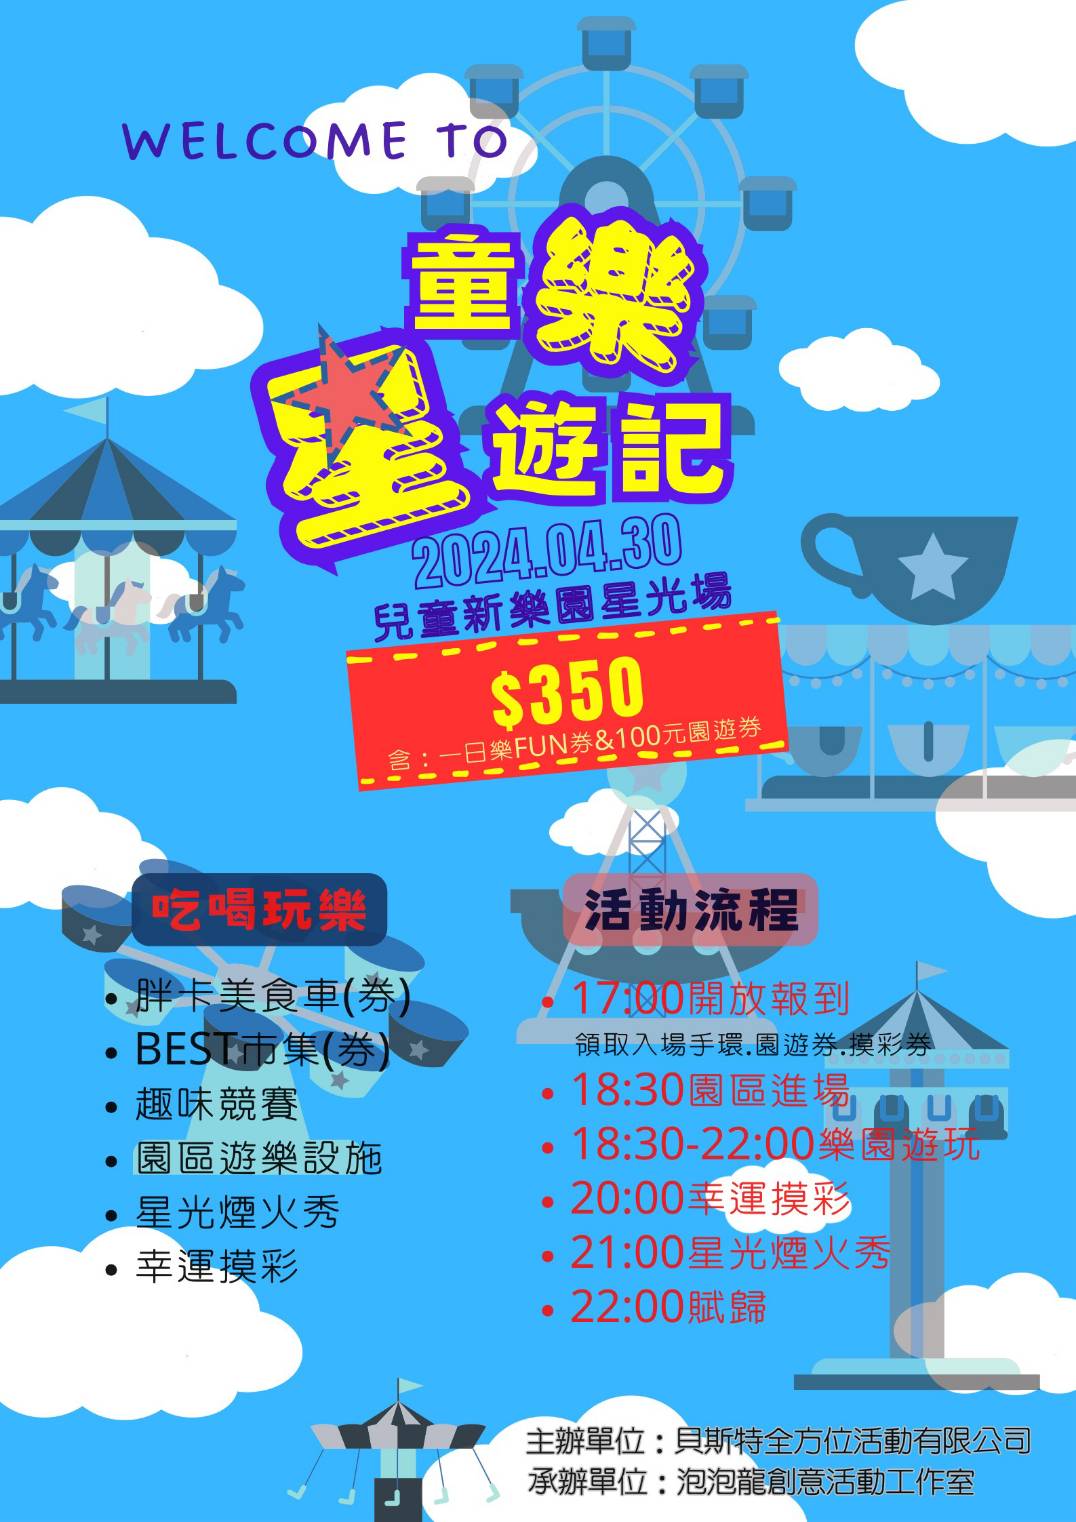 WELCOME TO
童樂
星遊記
2024.04.30
兒童新樂園星光場
$350
含：一日樂FUN券&100元園遊券
吃喝玩樂
• 胖卡美食車(券)
• BEST市集(券)
• 趣味競賽
• 園區遊樂設施
• 星光煙火秀
• 幸運摸彩
活動流程
• 17:00開放報到
領取入場手環.園遊券.摸彩券
• 18:30園區進場
• 18:30-22:00樂園遊玩
• 20:00幸運摸彩
• 21:00星光煙火秀
• 22:00賦歸
主辦單位：貝斯特全方位活動有限公司
承辦單位：泡泡龍創意活動工作室